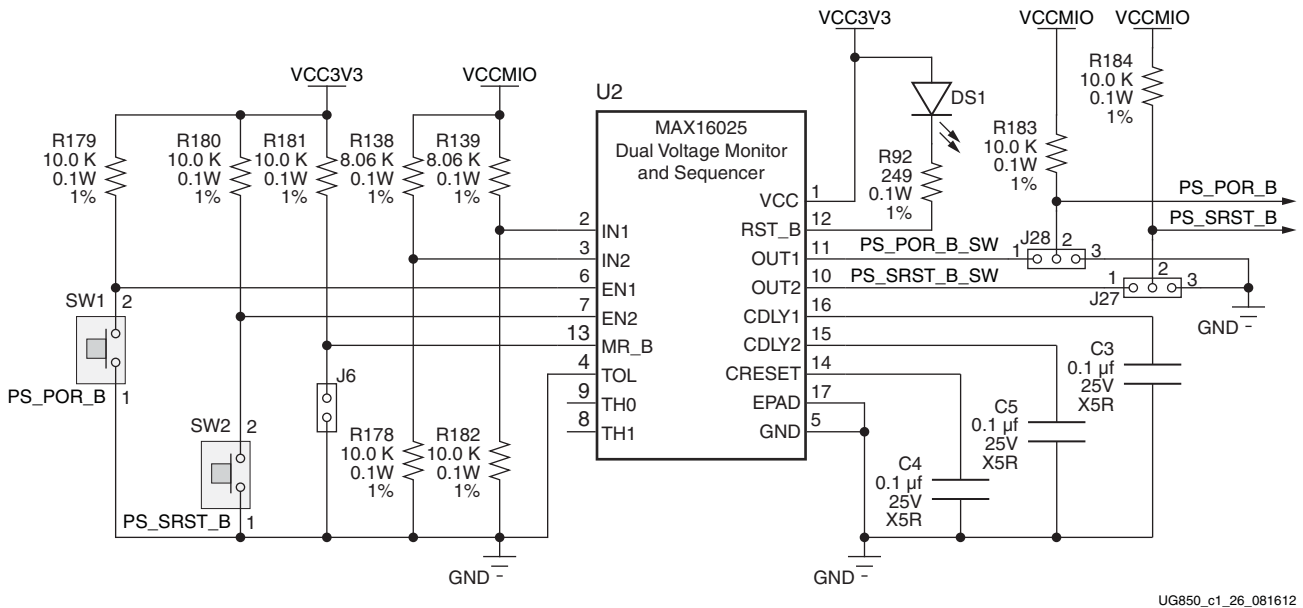 VCC3V3
VCCMIO
VCCMIO
VCC3V3
VCCMIO
U2
MAX16025
Dual Voltage Monitor
and Sequencer
R179
10.0 K
0.1W
1%
R180
10.0 K
0.1W
1%
R181
10.0 K
0.1W
1%
R138
8.06 K
0.1W
1%
R139
8.06 K
0.1W
1%
DS1
R92
249
0.1W
1%
R183
10.0 K
0.1W
1%
R184
10.0 K
0.1W
1%
PS_POR_B
PS_SRST_B
2 IN1
3 IN2
6 EN1
7 EN2
13 MR_B
4 TOL
9 TH0
8 TH1
VCC 1
RST_B 12
OUT1 11
OUT2 10
CDLY1 16
CDLY2 15
CRESET 14
EPAD 17
GND 5
PS_POR_B_SW
PS_SRST_B_SW
J28
1 2 3
J27
1 2 3
GND
SW1
2
1
PS_POR_B
SW2
2
1
PS_SRST_B
J6
R178
10.0 K
0.1W
1%
R182
10.0 K
0.1W
1%
C3
0.1 µf
25V
X5R
C5
0.1 µf
25V
X5R
C4
0.1 µf
25V
X5R
GND
GND
UG850_c1_26_081612